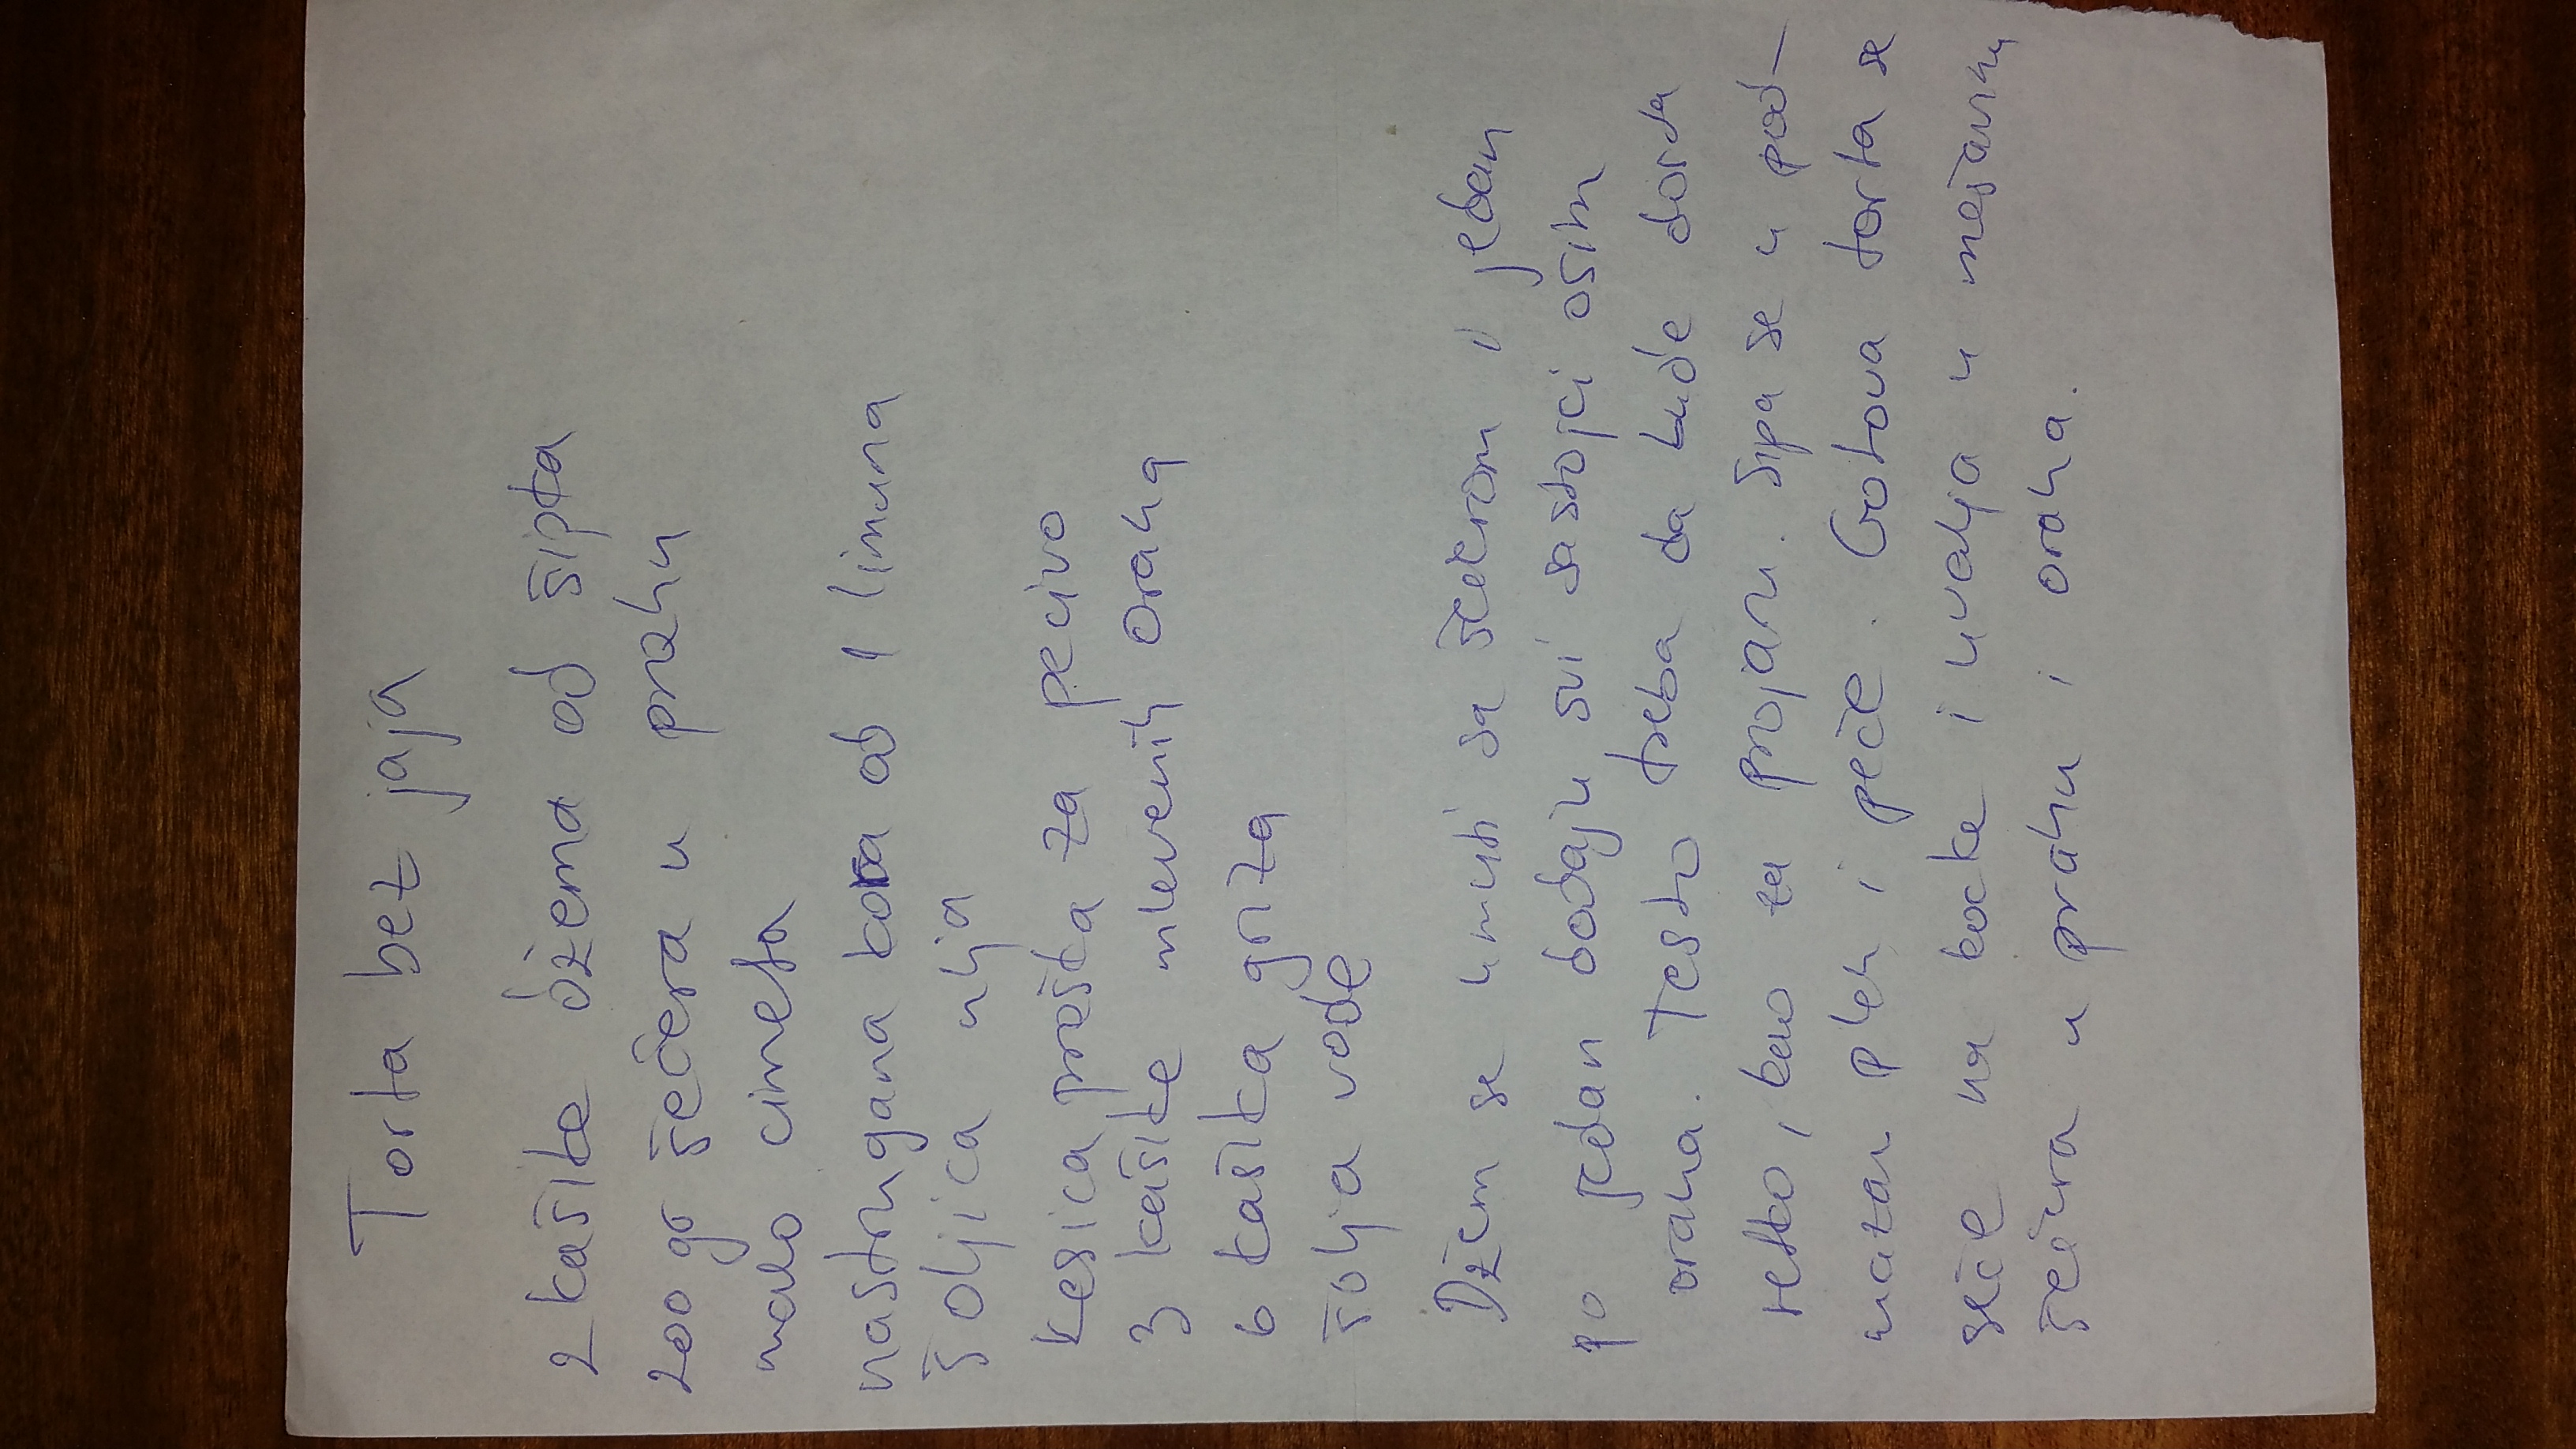 Torta bez jaja
2 kašike džema od šipka
200 gr šećera u prahu
malo cimeta
nastrugana kora od 1 limuna
šoljica ulja
kesica praška za pecivo
3 kašike mlevenih oraha
6 kašika griza
šolja vode
Džem se umuti sa šećerom i jedan
po jedan dodaju svi sastojci osim
oraha. Testo treba da bude dosta
retko, kao za projaru. Sipa se u pod-
mazan pleh i peče. Gotova torta se
seče na kocke i uvalja u mešavinu
šećera u prahu i oraha.